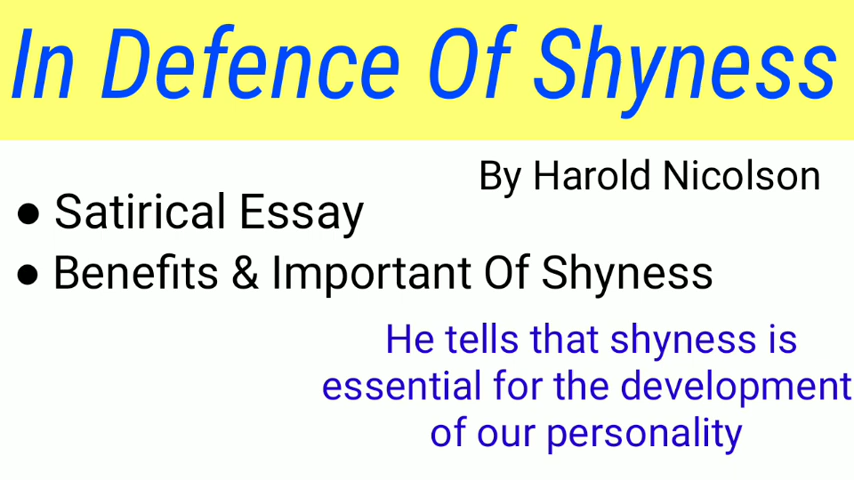 In Defence Of Shyness
By Harold Nicolson
● Satirical Essay
● Benefits & Important Of Shyness
He tells that shyness is
essential for the development
of our personality